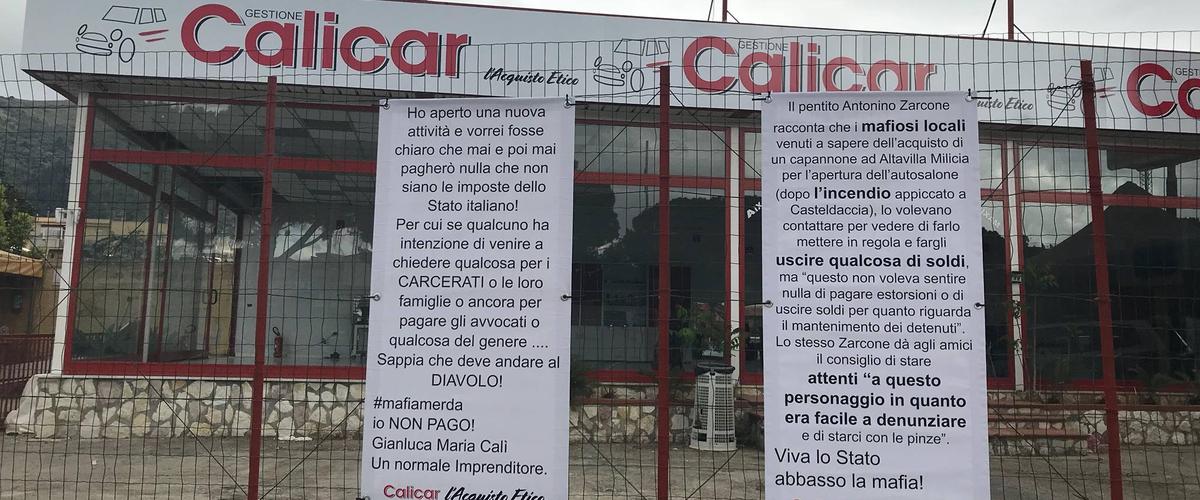 GESTIONE
Calicar
l'Acquisto Etico
GESTIONE
Calicar
GESTIONE
Ho aperto una nuova
attività e vorrei fosse
chiaro che mai e poi mai
pagherò nulla che non
siano le imposte dello
Stato italiano!
Per cui se qualcuno ha
intenzione di venire a
chiedere qualcosa per i
CARCERATI o le loro
famiglie o ancora per
pagare gli avvocati o
qualcosa del genere ....
Sappia che deve andare al
DIAVOLO!
#mafiamerda
io NON PAGO!
Gianluca Maria Calì
Un normale Imprenditore.
Calicar l'Acquisto Etico
Il pentito Antonino Zarcone
racconta che i mafiosi locali
venuti a sapere dell'acquisto di
un capannone ad Altavilla Milicia
per l'apertura dell'autosalone
(dopo l'incendio appiccato a
Casteldaccia), lo volevano
contattare per vedere di farlo
mettere in regola e fargli
uscire qualcosa di soldi,
ma "questo non voleva sentire
nulla di pagare estorsioni o di
uscire soldi per quanto riguarda
il mantenimento dei detenuti".
Lo stesso Zarcone dà agli amici
il consiglio di stare
attenti "a questo
personaggio in quanto
era facile a denunziare
e di starci con le pinze".
Viva lo Stato
abbasso la mafia!